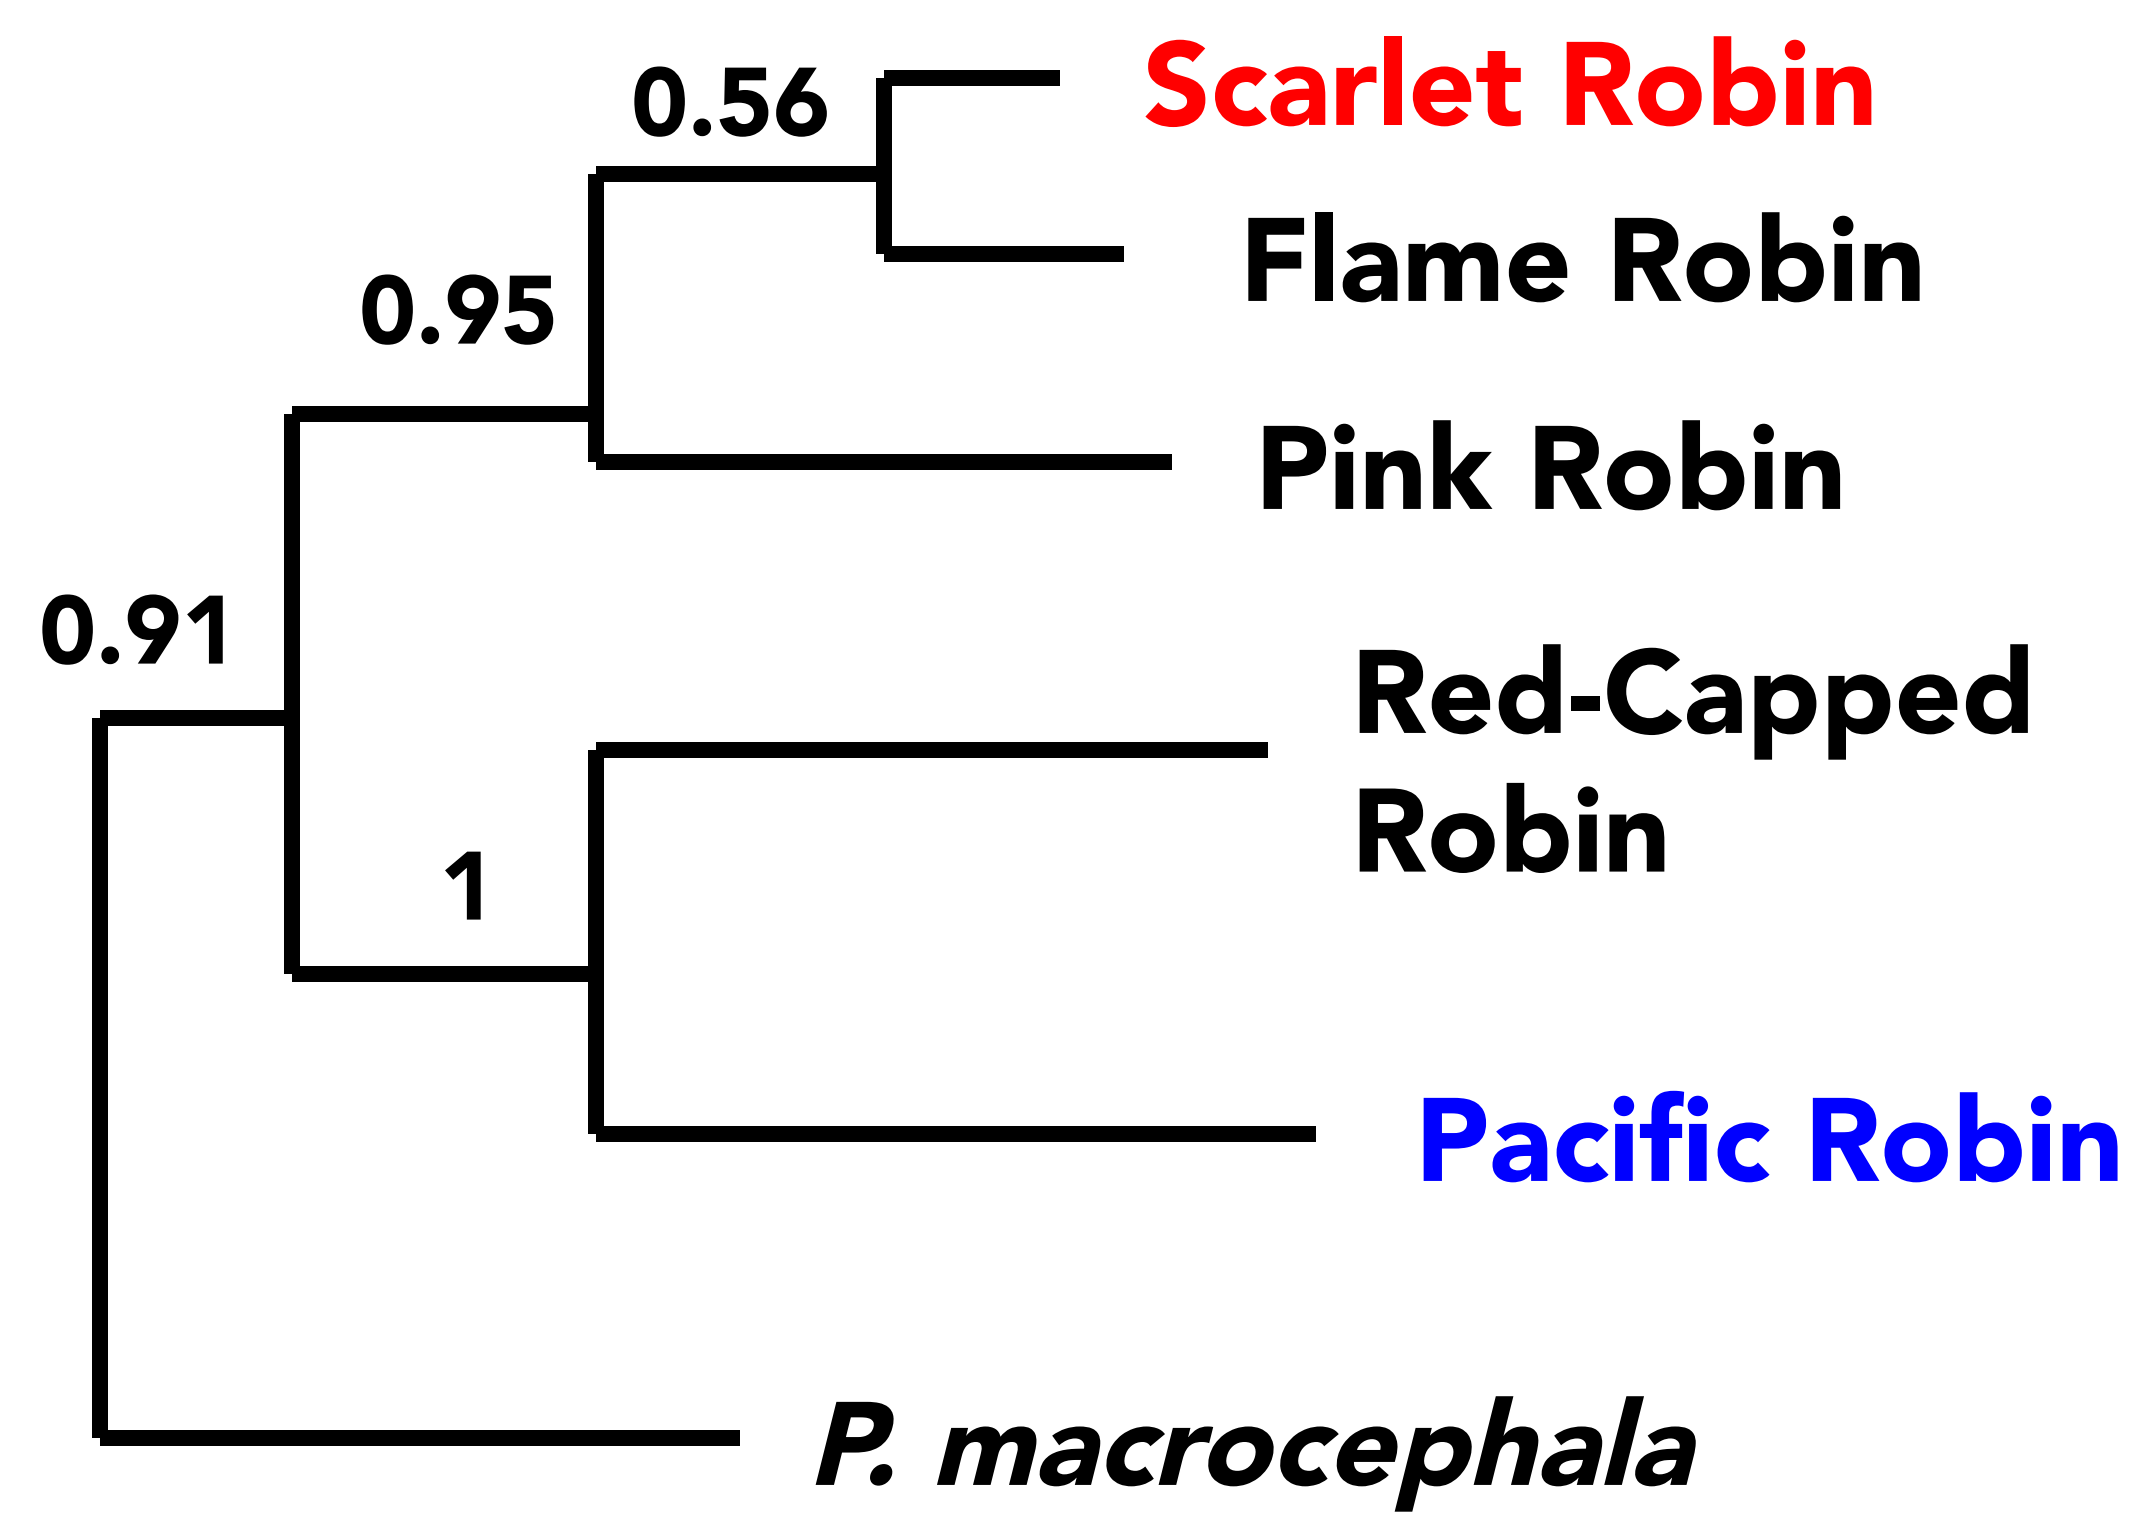 0.56
Scarlet Robin
Flame Robin
0.95
Pink Robin
0.91
Red-Capped
Robin
1
Pacific Robin
P. macrocephala